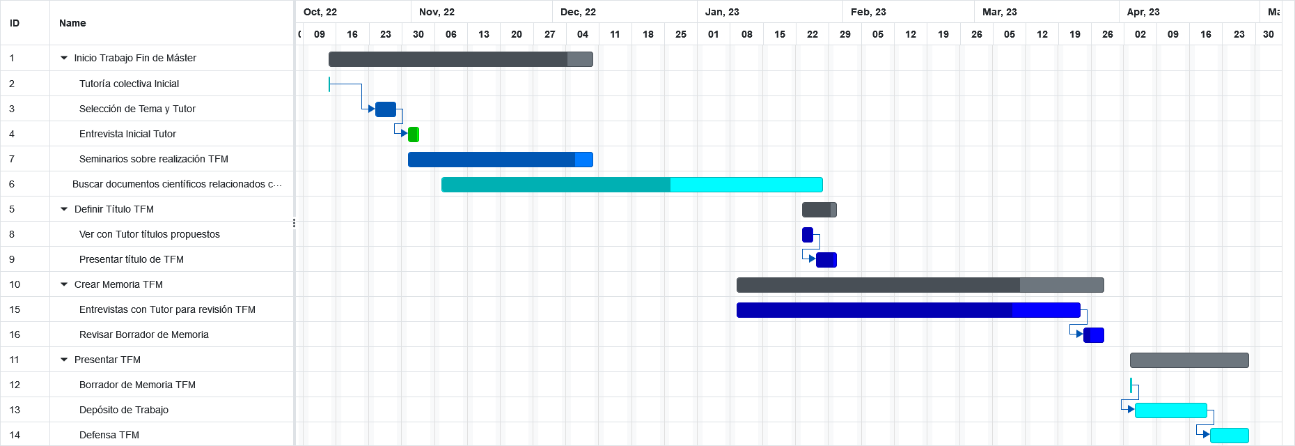 ID Name Oct, 22 Nov, 22 Dec, 22 Jan, 23 Feb, 23 Mar, 23 Apr, 23
09 16 23 30 06 13 20 27 04 11 18 25 01 08 15 22 29 05 12 19 26 05 12 19 26 02 09 16 23 30
1 Inicio Trabajo Fin de Máster
2 Tutoría colectiva Inicial
3 Selección de Tema y Tutor
4 Entrevista Inicial Tutor
7 Seminarios sobre realización TFM
6 Buscar documentos científicos relacionados c···
5 Definir Título TFM
8 Ver con Tutor títulos propuestos
9 Presentar título de TFM
10 Crear Memoria TFM
15 Entrevistas con Tutor para revisión TFM
16 Revisar Borrador de Memoria
11 Presentar TFM
12 Borrador de Memoria TFM
13 Depósito de Trabajo
14 Defensa TFM